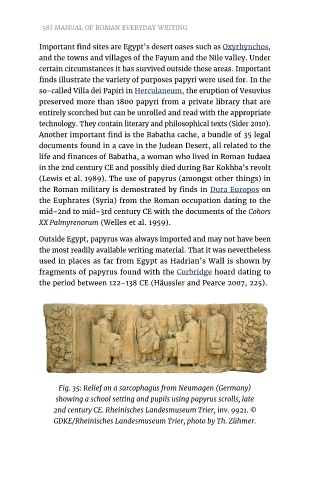 58| MANUAL OF ROMAN EVERYDAY WRITING
Important find sites are Egypt's desert oases such as Oxyrhynchos,
and the towns and villages of the Fayum and the Nile valley. Under
certain circumstances it has survived outside these areas. Important
finds illustrate the variety of purposes papyri were used for. In the
so-called Villa dei Papiri in Herculaneum, the eruption of Vesuvius
preserved more than 1800 papyri from a private library that are
entirely scorched but can be unrolled and read with the appropriate
technology. They contain literary and philosophical texts (Sider 2010).
Another important find is the Babatha cache, a bundle of 35 legal
documents found in a cave in the Judean Desert, all related to the
life and finances of Babatha, a woman who lived in Roman Iudaea
in the 2nd century CE and possibly died during Bar Kokhba's revolt
(Lewis et al. 1989). The use of papyrus (amongst other things) in
the Roman military is demostrated by finds in Dura Europos on
the Euphrates (Syria) from the Roman occupation dating to the
mid-2nd to mid-3rd century CE with the documents of the Cohors
XX Palmyrenorum (Welles et al. 1959).
Outside Egypt, papyrus was always imported and may not have been
the most readily available writing material. That it was nevertheless
used in places as far from Egypt as Hadrian's Wall is shown by
fragments of papyrus found with the Corbridge hoard dating to
the period between 122-138 CE (Häussler and Pearce 2007, 225).
Fig. 35: Relief on a sarcophagus from Neumagen (Germany)
showing a school setting and pupils using papyrus scrolls, late
2nd century CE. Rheinisches Landesmuseum Trier, inv. 9921. ©
GDKE/Rheinisches Landesmuseum Trier, photo by Th. Zühmer.